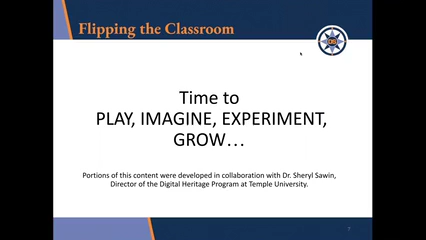 Flipping the Classroom
Time to
PLAY, IMAGINE, EXPERIMENT,
GROW…
Portions of this content were developed in collaboration with Dr. Sheryl Sawin,
Director of the Digital Heritage Program at Temple University.